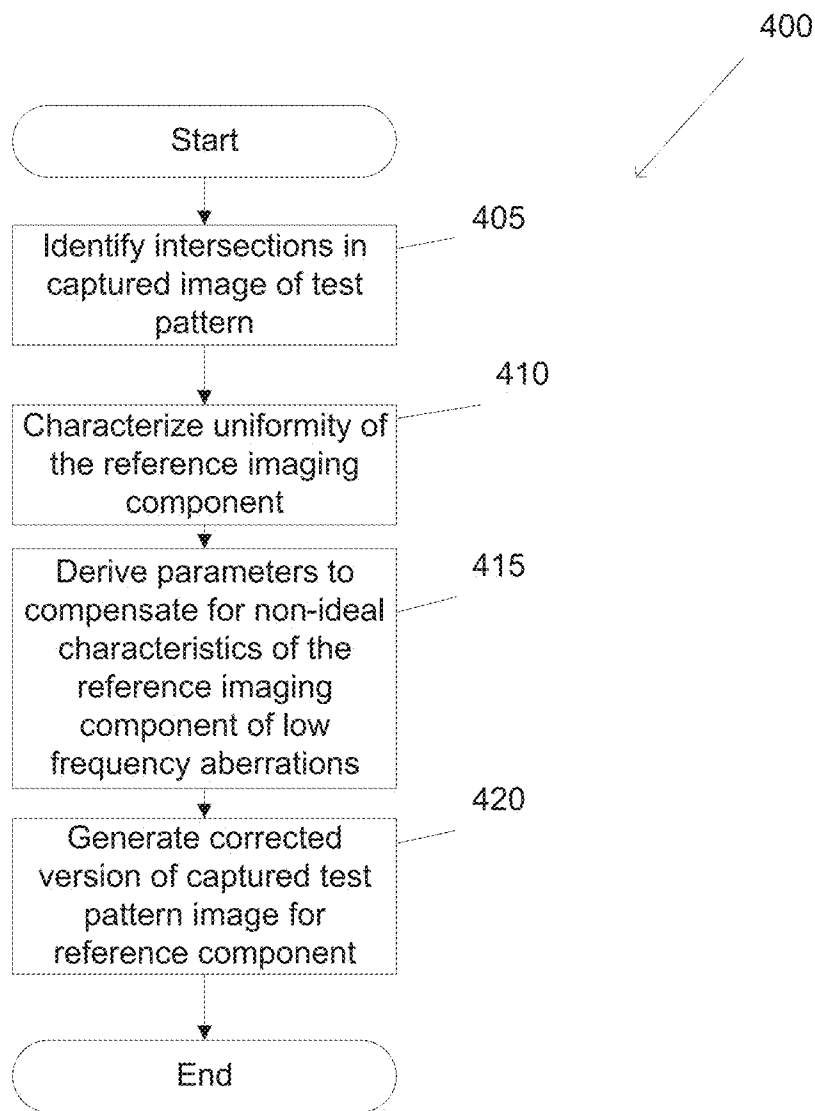 400
Start
405
Identify intersections in
captured image of test
pattern
410
Characterize uniformity of
the reference imaging
component
415
Derive parameters to
compensate for non-ideal
characteristics of the
reference imaging
component of low
frequency aberrations
420
Generate corrected
version of captured test
pattern image for
reference component
End